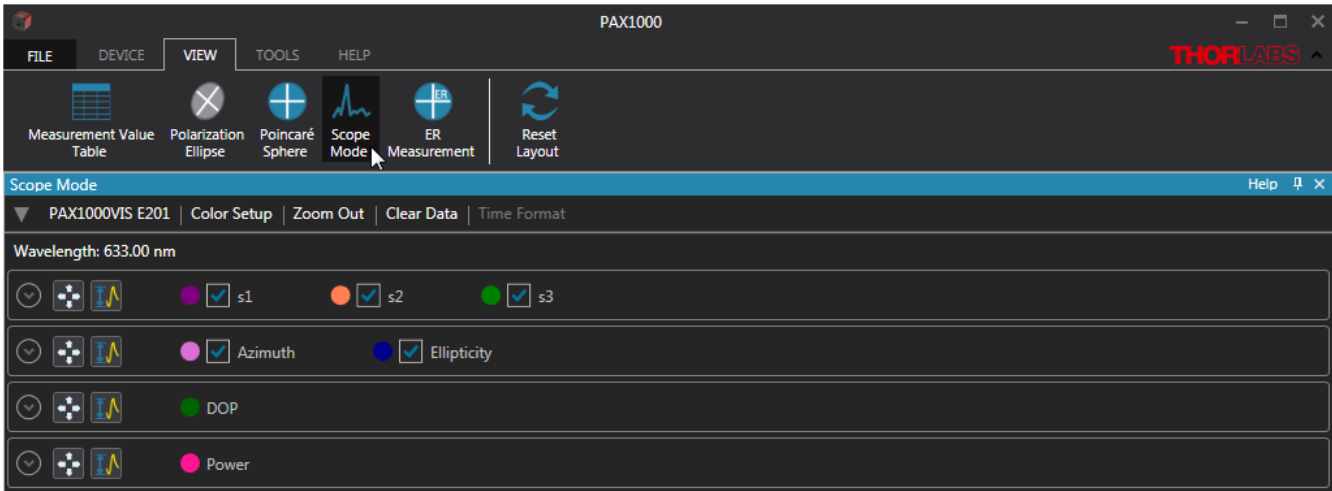 PAX1000
FILE DEVICE VIEW TOOLS HELP THORLABS
Measurement Value Table
Polarization Ellipse
Poincaré Sphere
Scope Mode
ER
ER Measurement
Reset Layout
Scope Mode Help
PAX1000VIS E201 | Color Setup | Zoom Out | Clear Data | Time Format
Wavelength: 633.00 nm
s1 s2 s3
Azimuth Ellipticity
DOP
Power